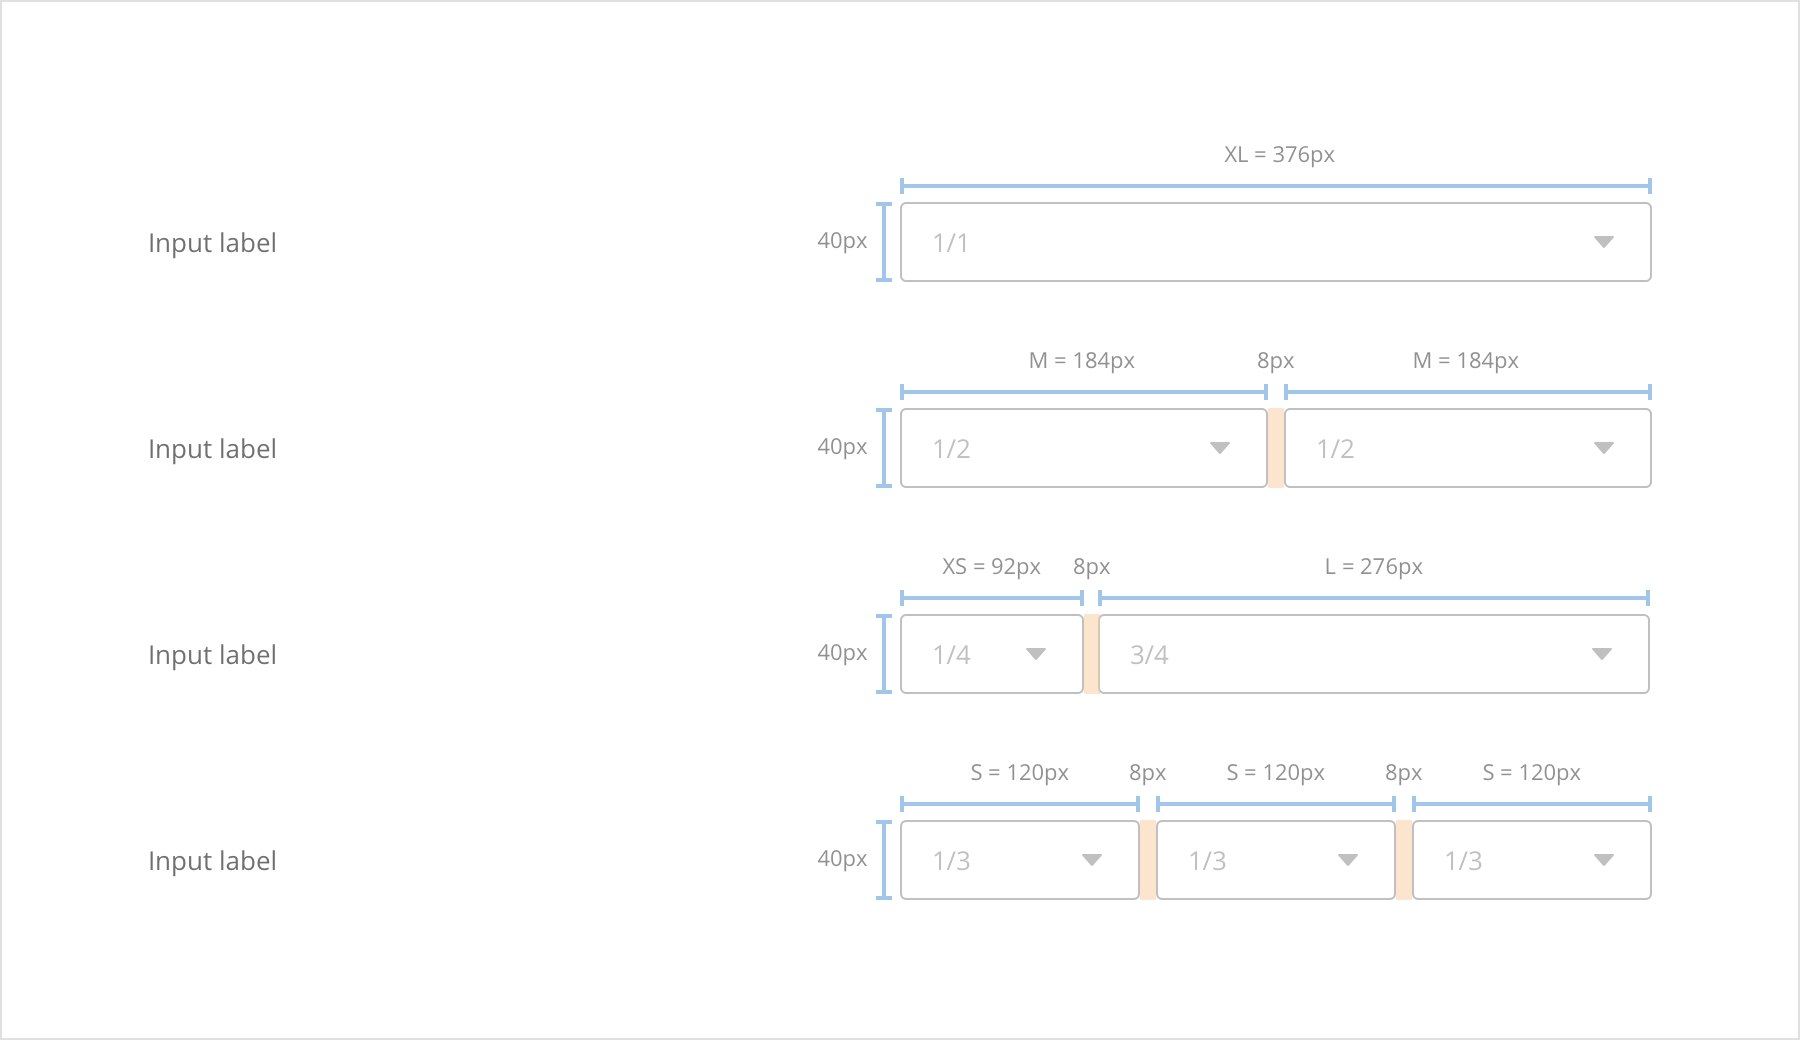 XL = 376px
Input label 40px 1/1
M = 184px 8px M = 184px
Input label 40px 1/2 1/2
XS = 92px 8px L = 276px
Input label 40px 1/4 3/4
S = 120px 8px S = 120px 8px S = 120px
Input label 40px 1/3 1/3 1/3